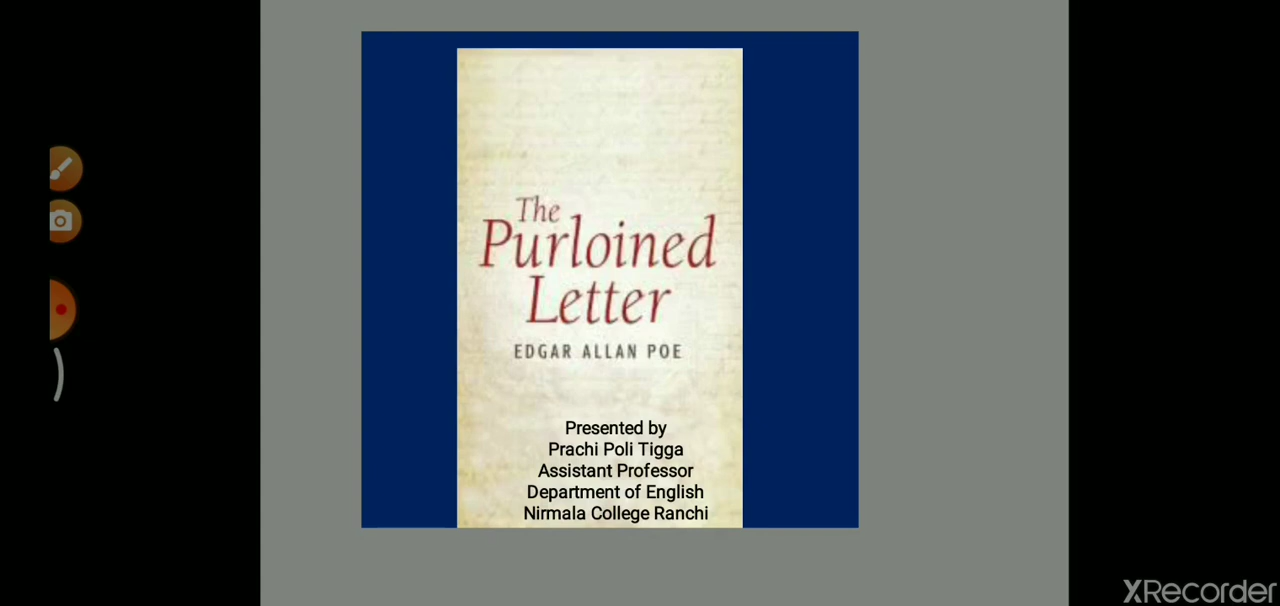 The
Purloined
Letter
EDGAR ALLAN POE
Presented by
Prachi Poli Tigga
Assistant Professor
Department of English
Nirmala College Ranchi
XRecorder